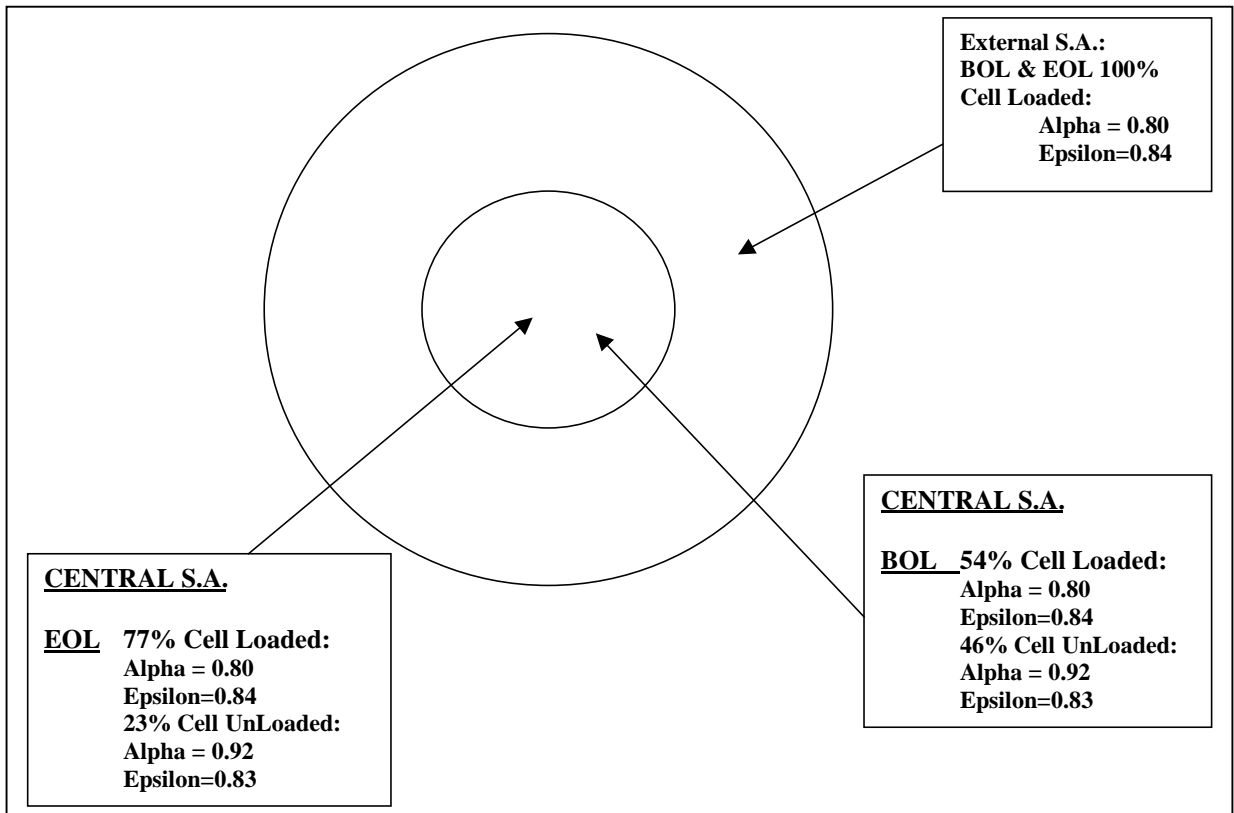 External S.A.:
BOL & EOL 100%
Cell Loaded:
Alpha = 0.80
Epsilon=0.84
CENTRAL S.A.
EOL 77% Cell Loaded:
Alpha = 0.80
Epsilon=0.84
23% Cell UnLoaded:
Alpha = 0.92
Epsilon=0.83
CENTRAL S.A.
BOL 54% Cell Loaded:
Alpha = 0.80
Epsilon=0.84
46% Cell UnLoaded:
Alpha = 0.92
Epsilon=0.83